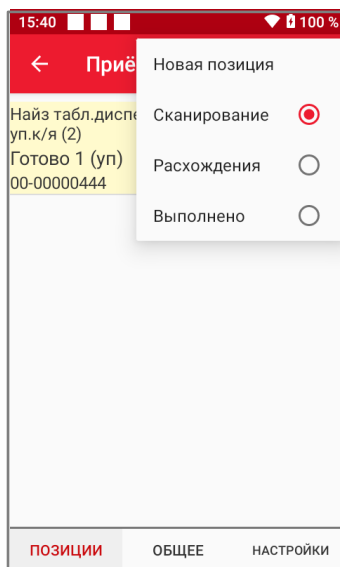 15:40 100 %
Приё
Новая позиция
Найз табл.диспе
уп.к/я (2)
Сканирование
Готово 1 (уп)
Расхождения
00-00000444
Выполнено
ПОЗИЦИИ ОБЩЕЕ НАСТРОЙКИ